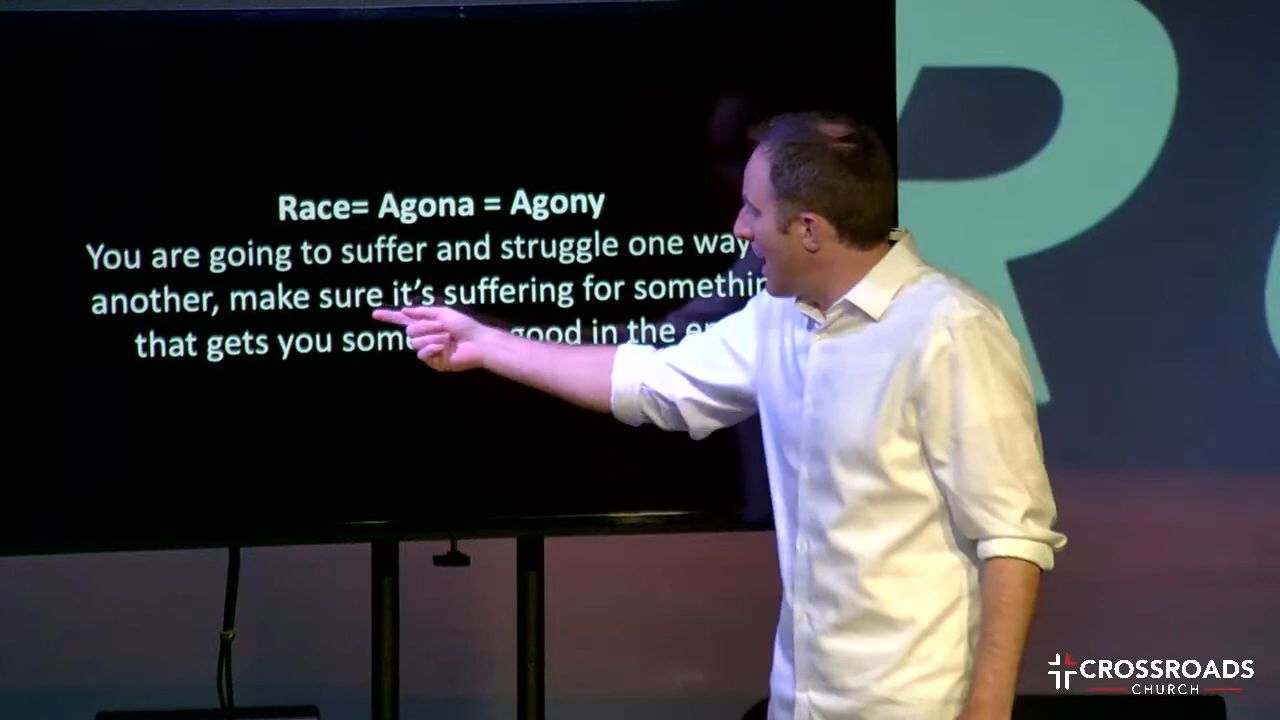 Race= Agona = Agony
You are going to suffer and struggle one way
another, make sure it's suffering for
that gets you good in the
R
CROSSROADS
CHURCH